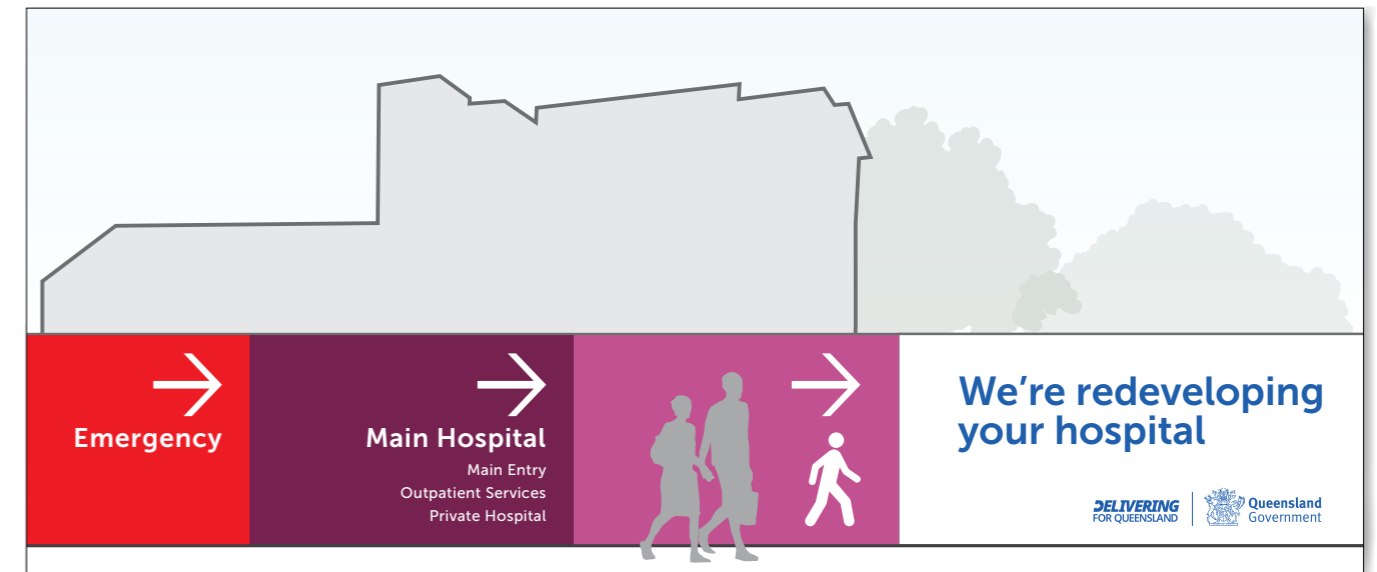 Emergency
Main Hospital
Main Entry
Outpatient Services
Private Hospital
We’re redeveloping
your hospital
DELIVERING
FOR QUEENSLAND
Queensland
Government